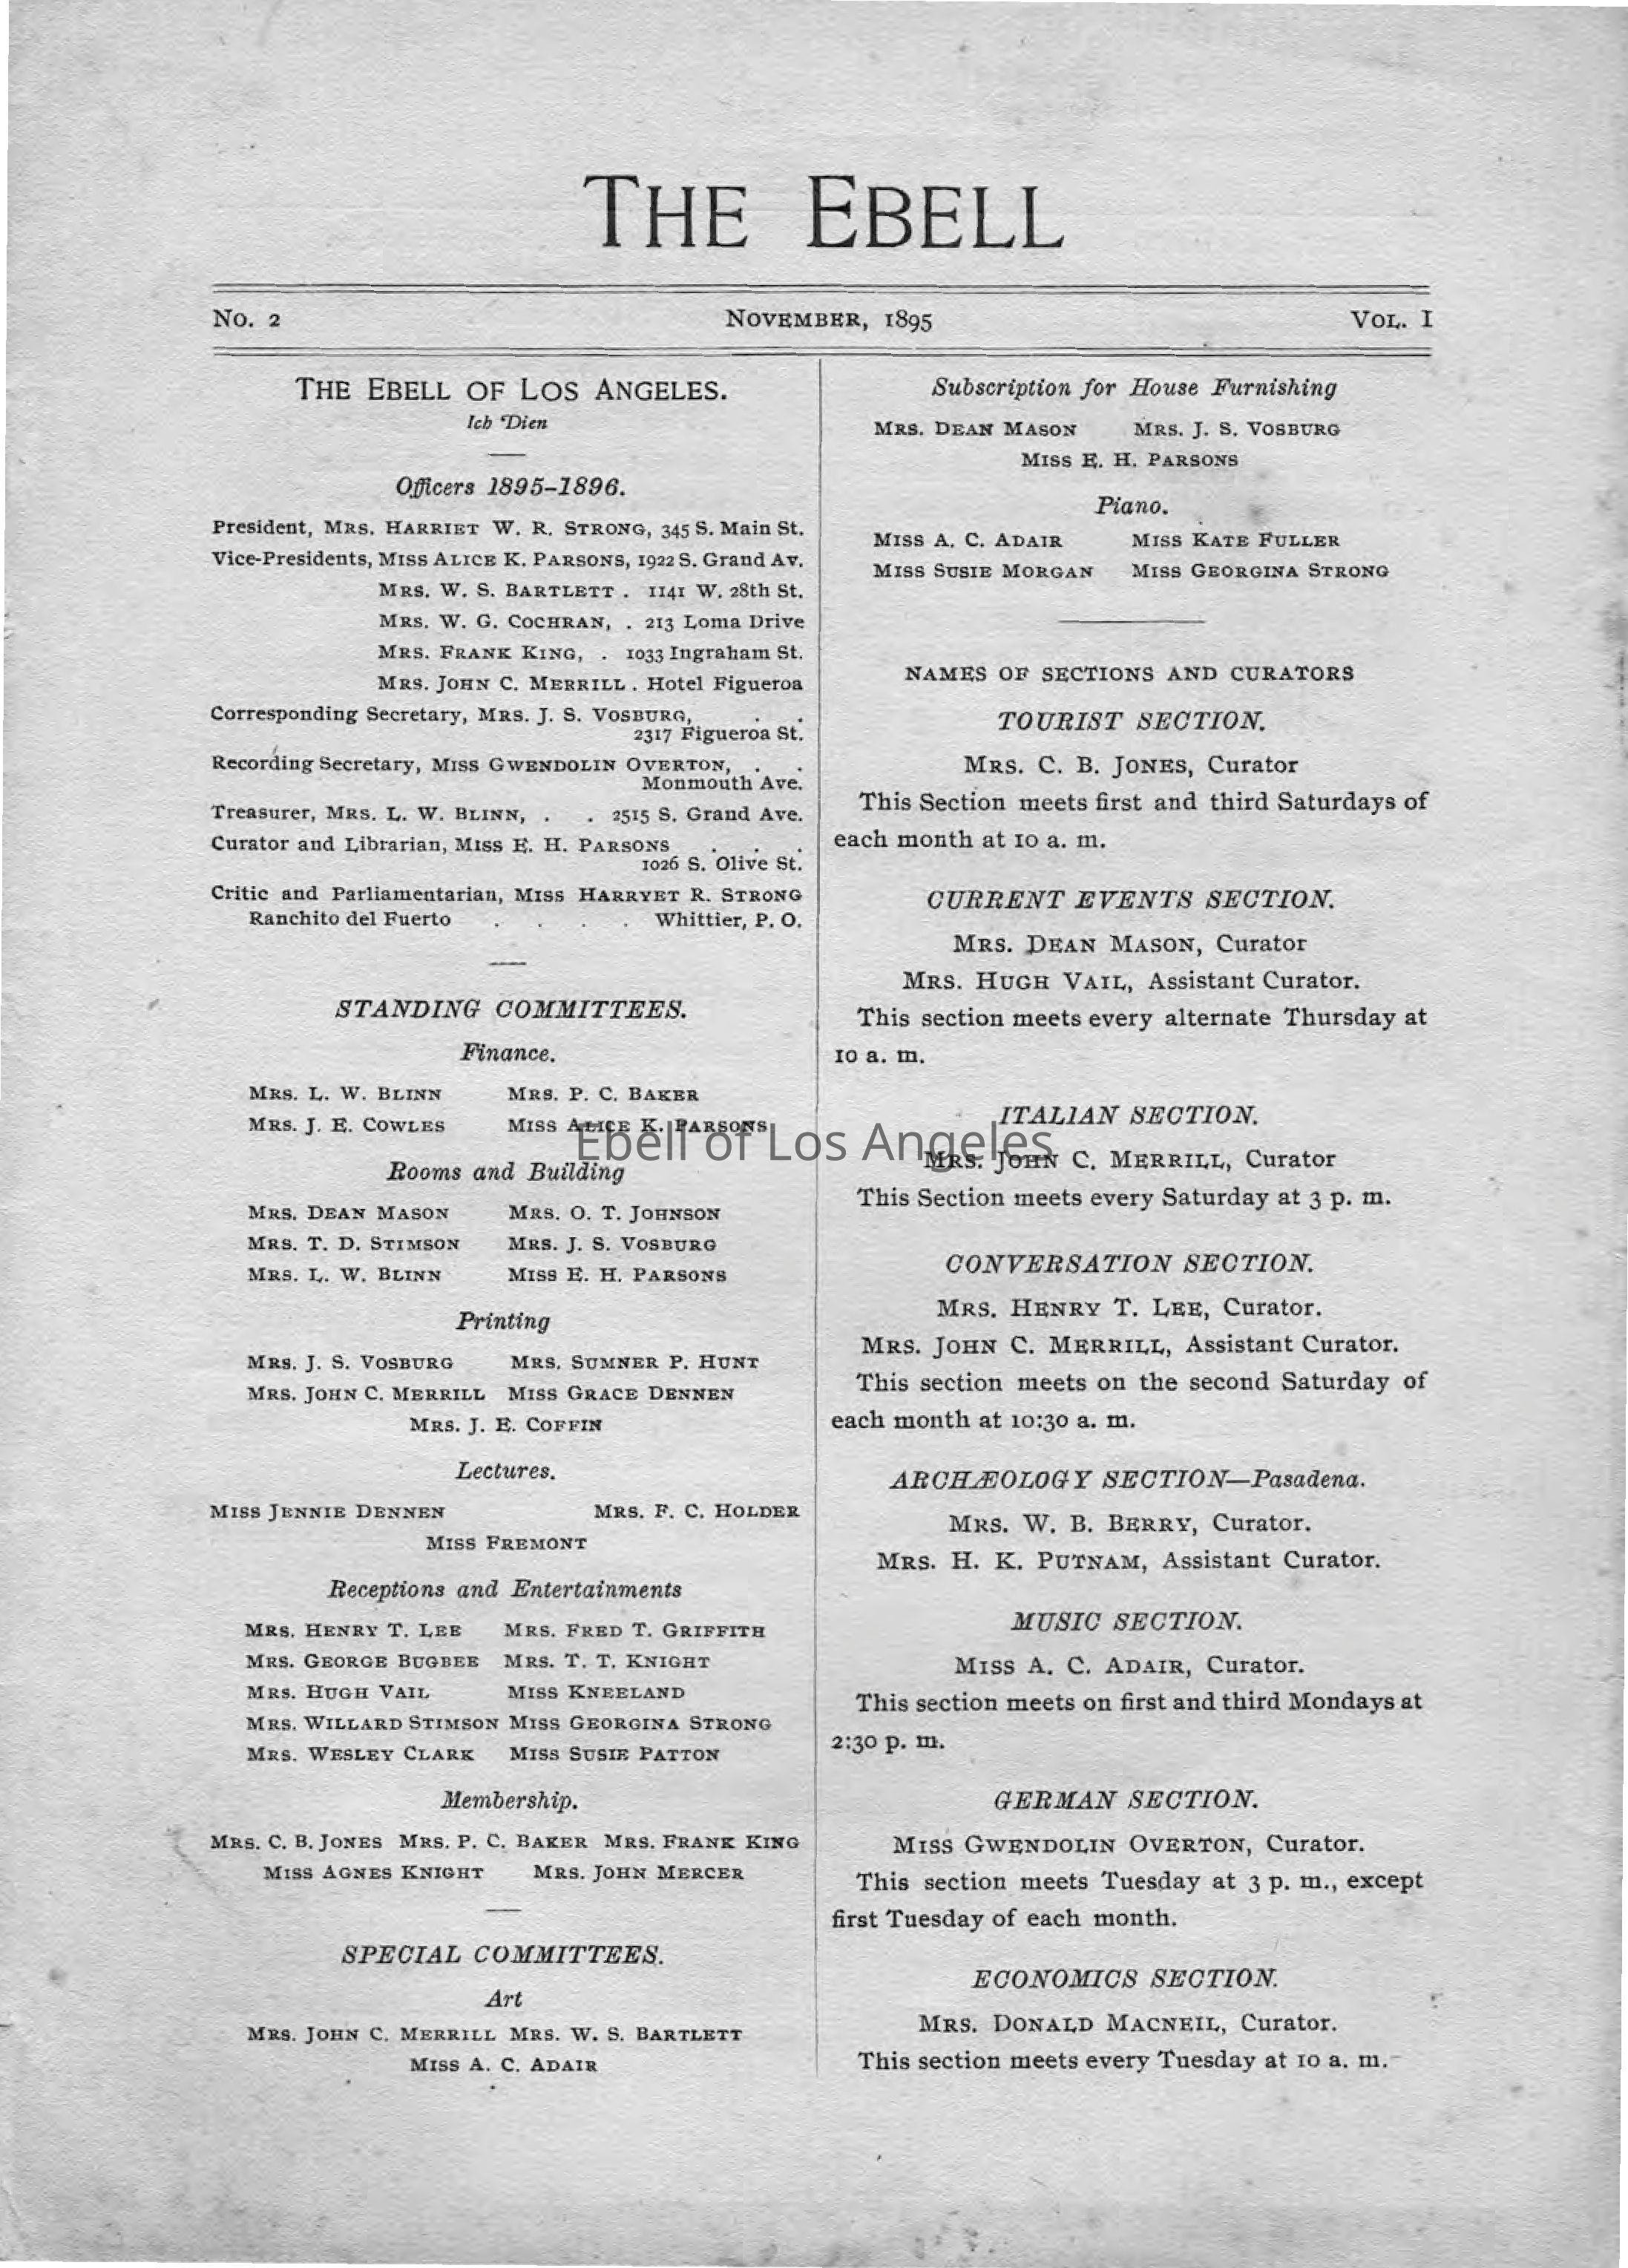 THE EBELL
No. 2 NOVEMBER, 1895 VOL. I
THE EBELL OF LOS ANGELES.
Ich Dien
Officers 1895–1896.
President, MRS. HARRIET W. R. STRONG, 345 S. Main St.
Vice-Presidents, MISS ALICE K. PARSONS, 1922 S. Grand Av.
MRS. W. S. BARTLETT . 1141 W. 28th St.
MRS. W. G. COCHRAN, . 213 Loma Drive
MRS. FRANK KING, . 1033 Ingraham St.
MRS. JOHN C. MERRILL . Hotel Figueroa
Corresponding Secretary, MRS. J. S. VOSBURG, . .
2317 Figueroa St.
Recording Secretary, MISS GWENDOLIN OVERTON, . .
Monmouth Ave.
Treasurer, MRS. L. W. BLINN, . . 2515 S. Grand Ave.
Curator and Librarian, MISS E. H. PARSONS . . .
1026 S. Olive St.
Critic and Parliamentarian, MISS HARRYET R. STRONG
Ranchito del Fuerto . . . . Whittier, P. O.
STANDING COMMITTEES.
Finance.
MRS. L. W. BLINN MRS. P. C. BAKER
MRS. J. E. COWLES MISS ALICE K. PARSONS
Rooms and Building
MRS. DEAN MASON MRS. O. T. JOHNSON
MRS. T. D. STIMSON MRS. J. S. VOSBURG
MRS. L. W. BLINN MISS E. H. PARSONS
Printing
MRS. J. S. VOSBURG MRS. SUMNER P. HUNT
MRS. JOHN C. MERRILL MISS GRACE DENNEN
MRS. J. E. COFFIN
Lectures.
MISS JENNIE DENNEN MRS. F. C. HOLDER
MISS FREMONT
Receptions and Entertainments
MRS. HENRY T. LEE MRS. FRED T. GRIFFITH
MRS. GEORGE BUGBEE MRS. T. T. KNIGHT
MRS. HUGH VAIL MISS KNEELAND
MRS. WILLARD STIMSON MISS GEORGINA STRONG
MRS. WESLEY CLARK MISS SUSIE PATTON
Membership.
MRS. C. B. JONES MRS. P. C. BAKER MRS. FRANK KING
MISS AGNES KNIGHT MRS. JOHN MERCER
SPECIAL COMMITTEES.
Art
MRS. JOHN C. MERRILL MRS. W. S. BARTLETT
MISS A. C. ADAIR
Subscription for House Furnishing
MRS. DEAN MASON MRS. J. S. VOSBURG
MISS E. H. PARSONS
Piano.
MISS A. C. ADAIR MISS KATE FULLER
MISS SUSIE MORGAN MISS GEORGINA STRONG
NAMES OF SECTIONS AND CURATORS
TOURIST SECTION.
MRS. C. B. JONES, Curator
This Section meets first and third Saturdays of
each month at 10 a. m.
CURRENT EVENTS SECTION.
MRS. DEAN MASON, Curator
MRS. HUGH VAIL, Assistant Curator.
This section meets every alternate Thursday at
10 a. m.
ITALIAN SECTION.
MRS. JOHN C. MERRILL, Curator
This Section meets every Saturday at 3 p. m.
CONVERSATION SECTION.
MRS. HENRY T. LEE, Curator.
MRS. JOHN C. MERRILL, Assistant Curator.
This section meets on the second Saturday of
each month at 10:30 a. m.
ARCHÆOLOGY SECTION—Pasadena.
MRS. W. B. BERRY, Curator.
MRS. H. K. PUTNAM, Assistant Curator.
MUSIC SECTION.
MISS A. C. ADAIR, Curator.
This section meets on first and third Mondays at
2:30 p. m.
GERMAN SECTION.
MISS GWENDOLIN OVERTON, Curator.
This section meets Tuesday at 3 p. m., except
first Tuesday of each month.
ECONOMICS SECTION.
MRS. DONALD MACNEIL, Curator.
This section meets every Tuesday at 10 a. m.
Ebell of Los Angeles